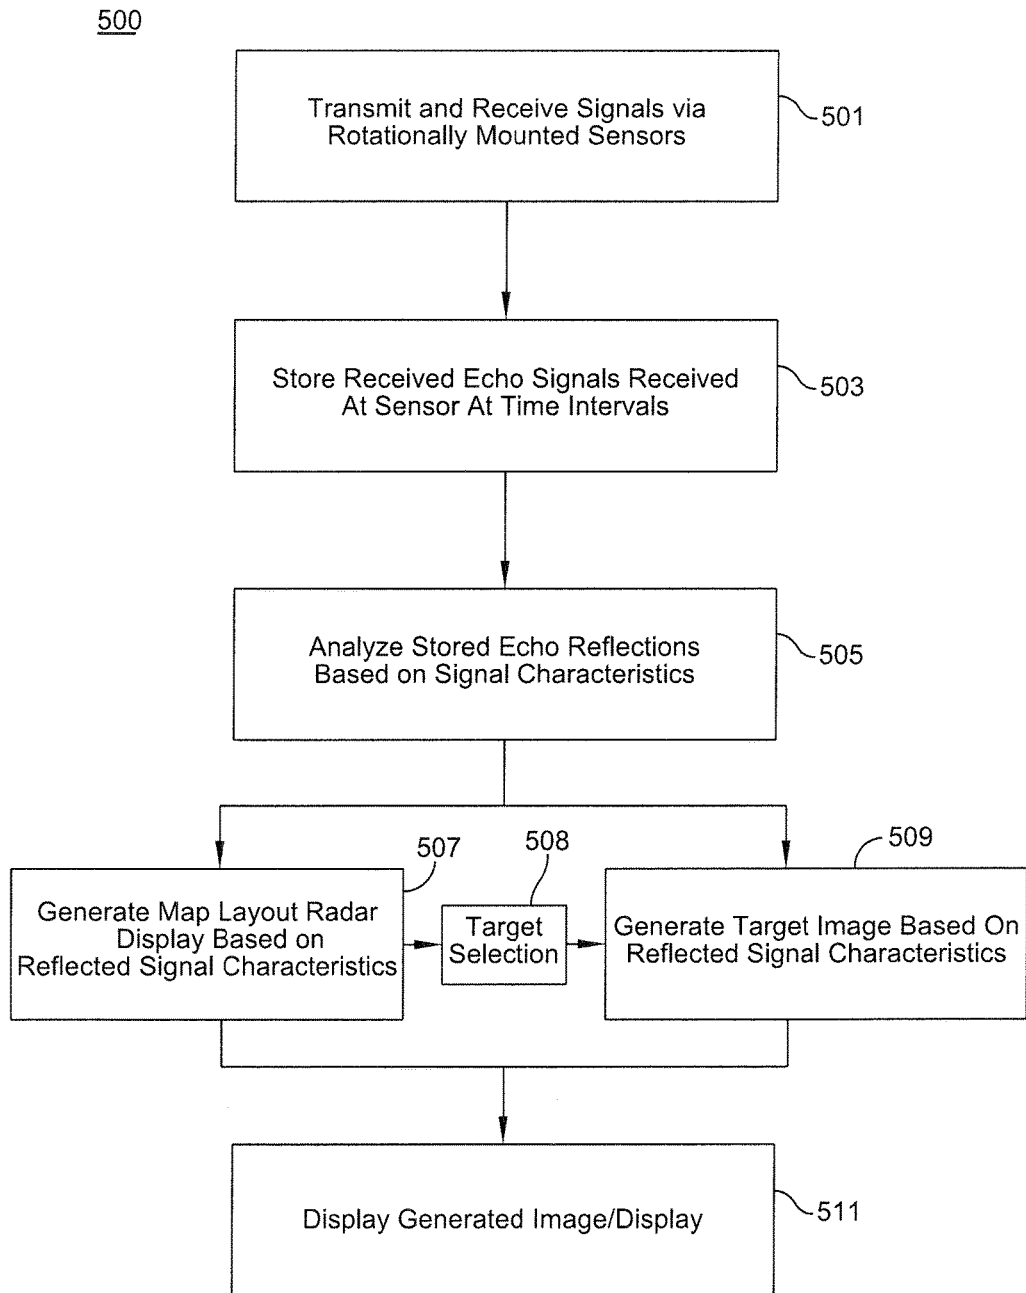 500
Transmit and Receive Signals via
Rotationally Mounted Sensors
501
Store Received Echo Signals Received
At Sensor At Time Intervals
503
Analyze Stored Echo Reflections
Based on Signal Characteristics
505
507
508
509
Generate Map Layout Radar
Display Based on
Reflected Signal Characteristics
Target
Selection
Generate Target Image Based On
Reflected Signal Characteristics
Display Generated Image/Display
511